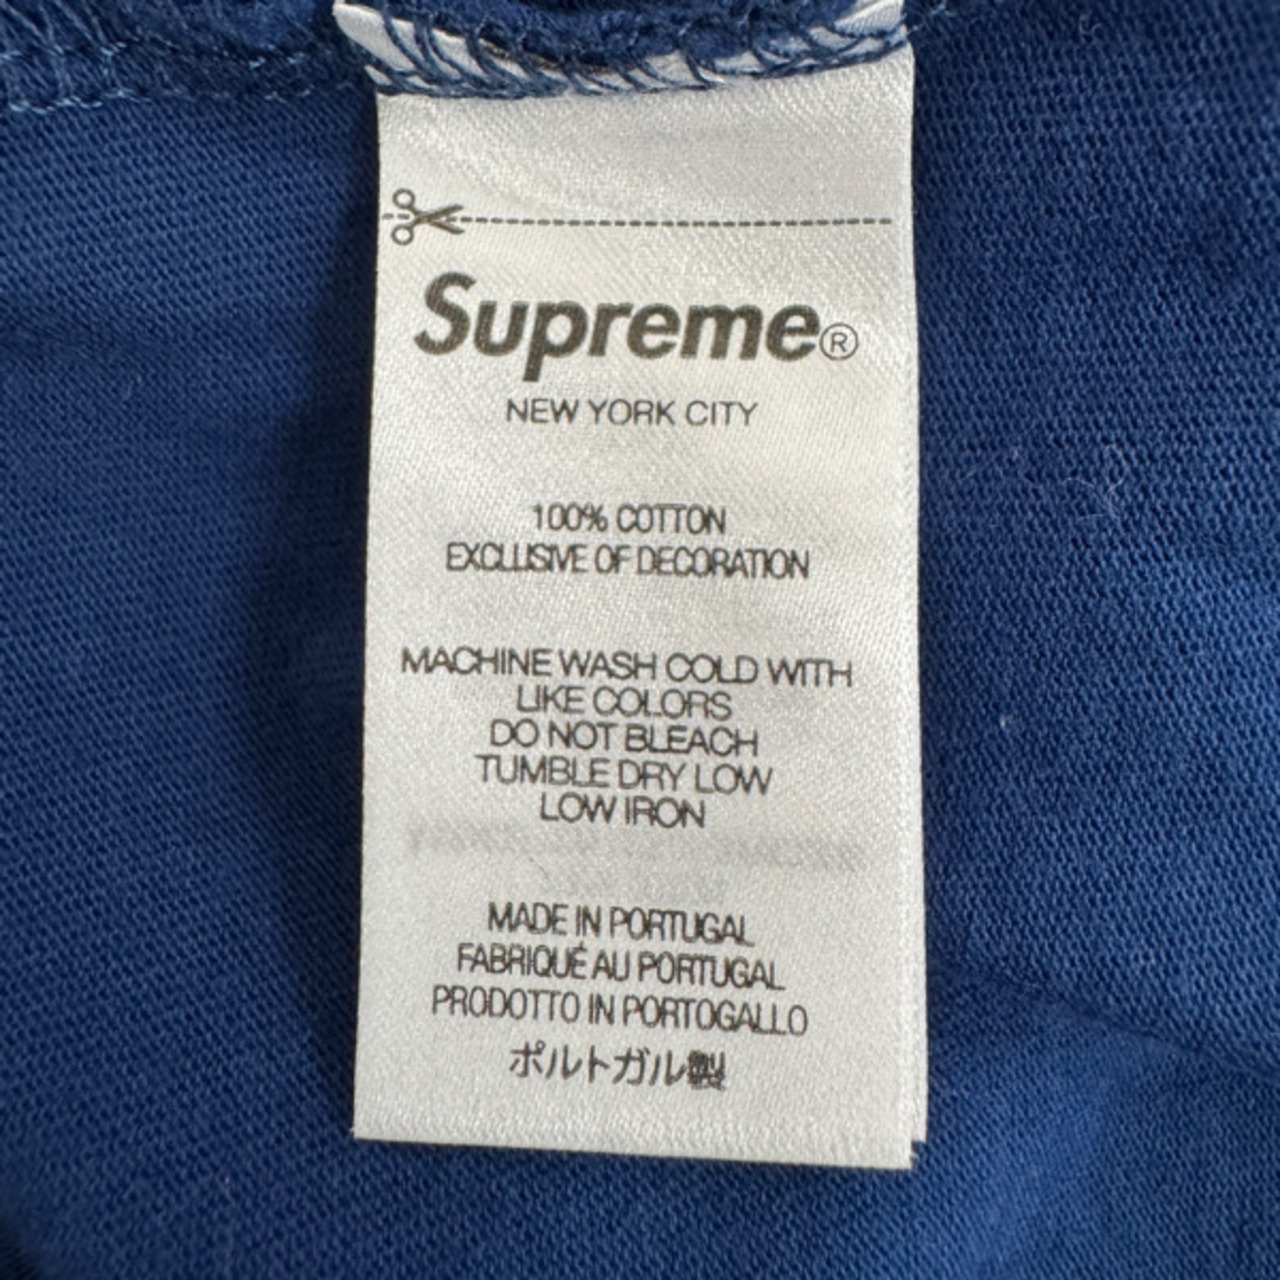 Supreme®
NEW YORK CITY
100% COTTON
EXCLUSIVE OF DECORATION
MACHINE WASH COLD WITH
LIKE COLORS
DO NOT BLEACH
TUMBLE DRY LOW
LOW IRON
MADE IN PORTUGAL
FABRIQUÉ AU PORTUGAL
PRODOTTO IN PORTOGALLO
ポルトガル製